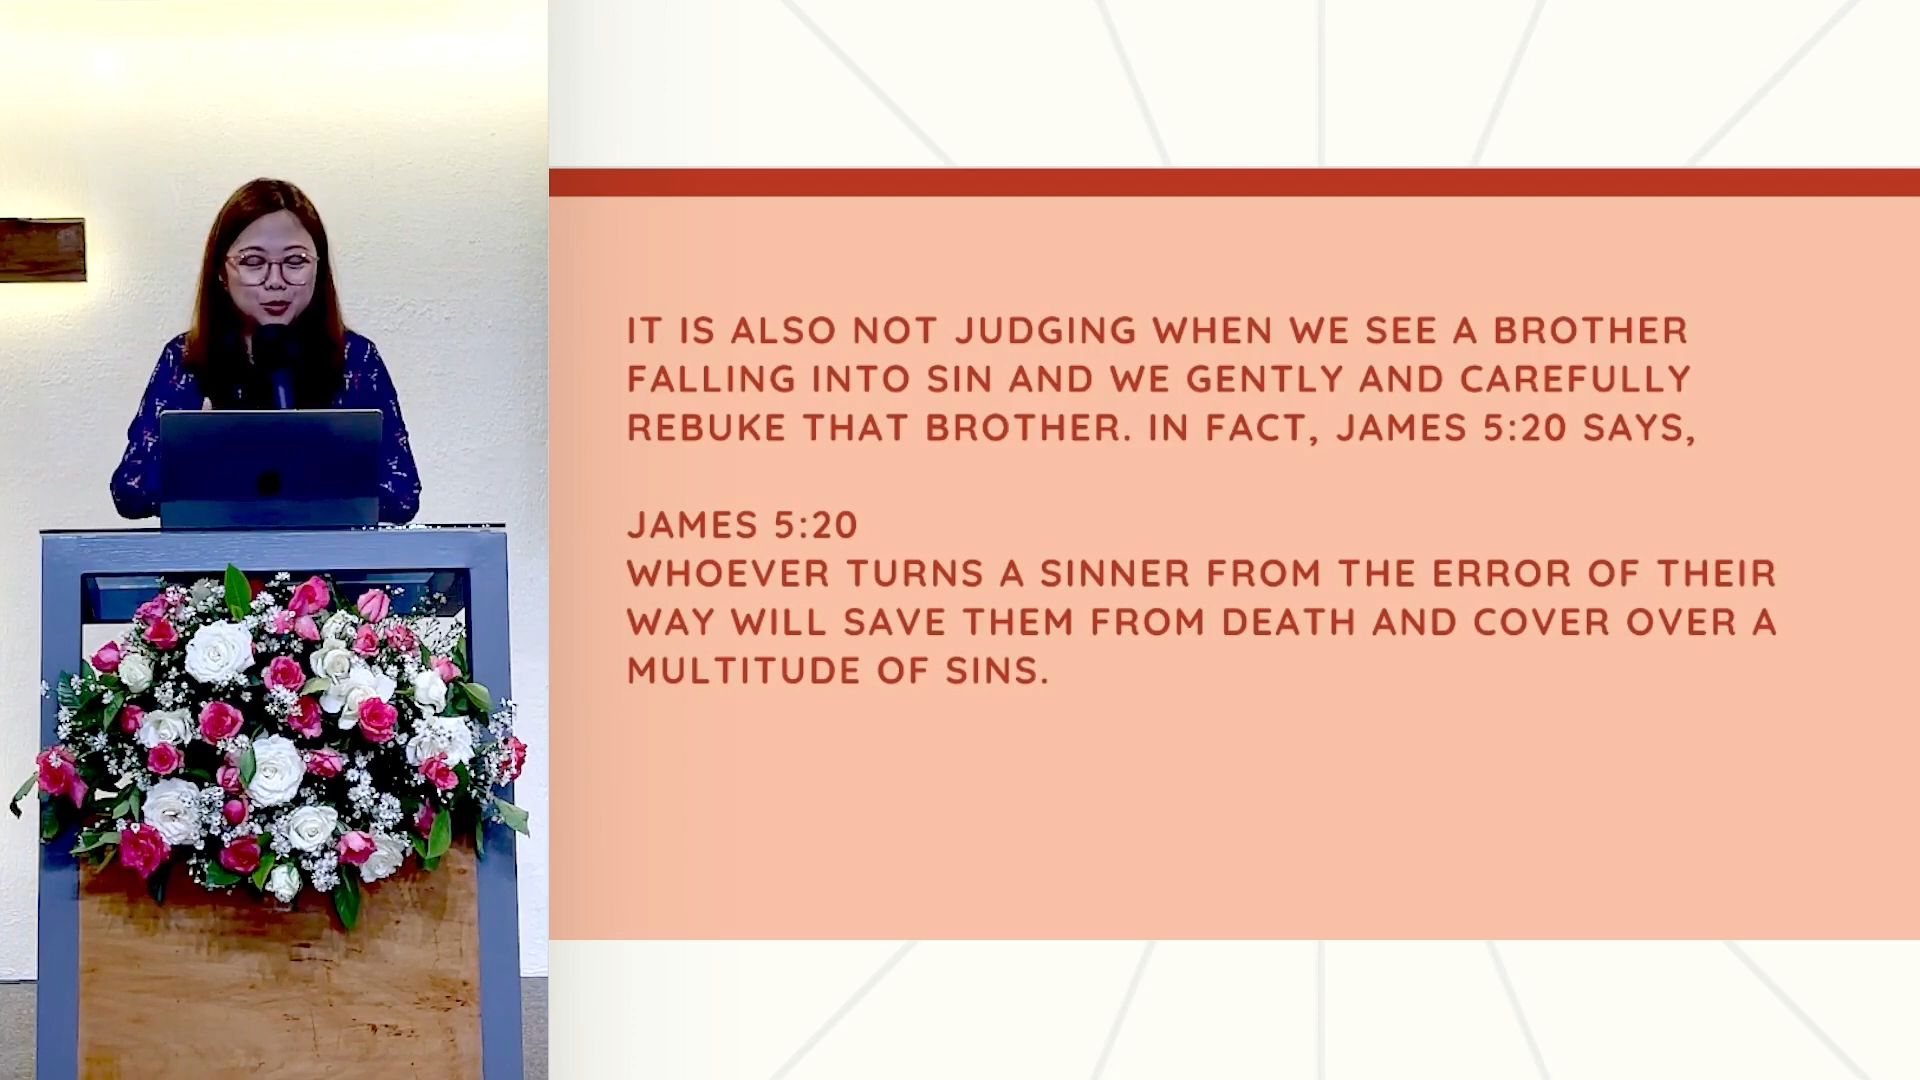 IT IS ALSO NOT JUDGING WHEN WE SEE A BROTHER
FALLING INTO SIN AND WE GENTLY AND CAREFULLY
REBUKE THAT BROTHER. IN FACT, JAMES 5:20 SAYS,
JAMES 5:20
WHOEVER TURNS A SINNER FROM THE ERROR OF THEIR
WAY WILL SAVE THEM FROM DEATH AND COVER OVER A
MULTITUDE OF SINS.